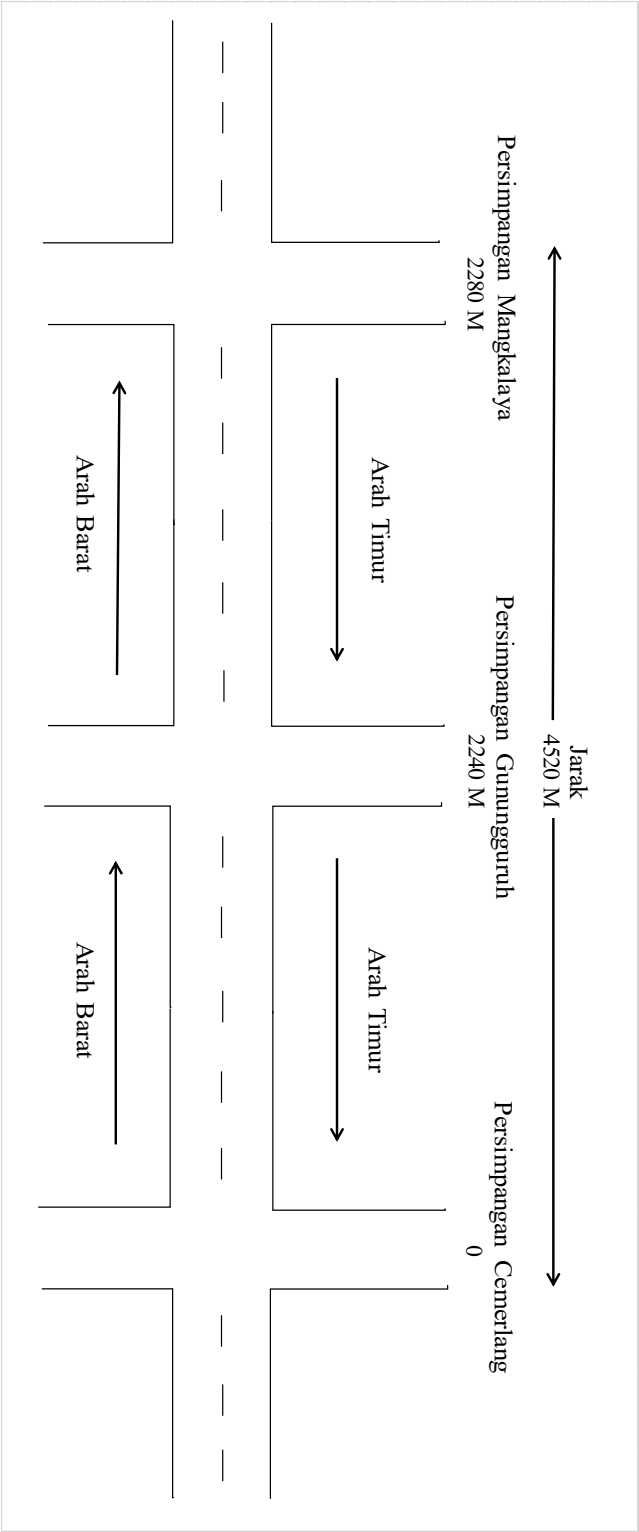 Jarak
4520 M
Persimpangan Mangkalaya
2280 M
Persimpangan Gunungguruh
2240 M
Persimpangan Cemerlang
0
Arah Timur
Arah Timur
Arah Barat
Arah Barat